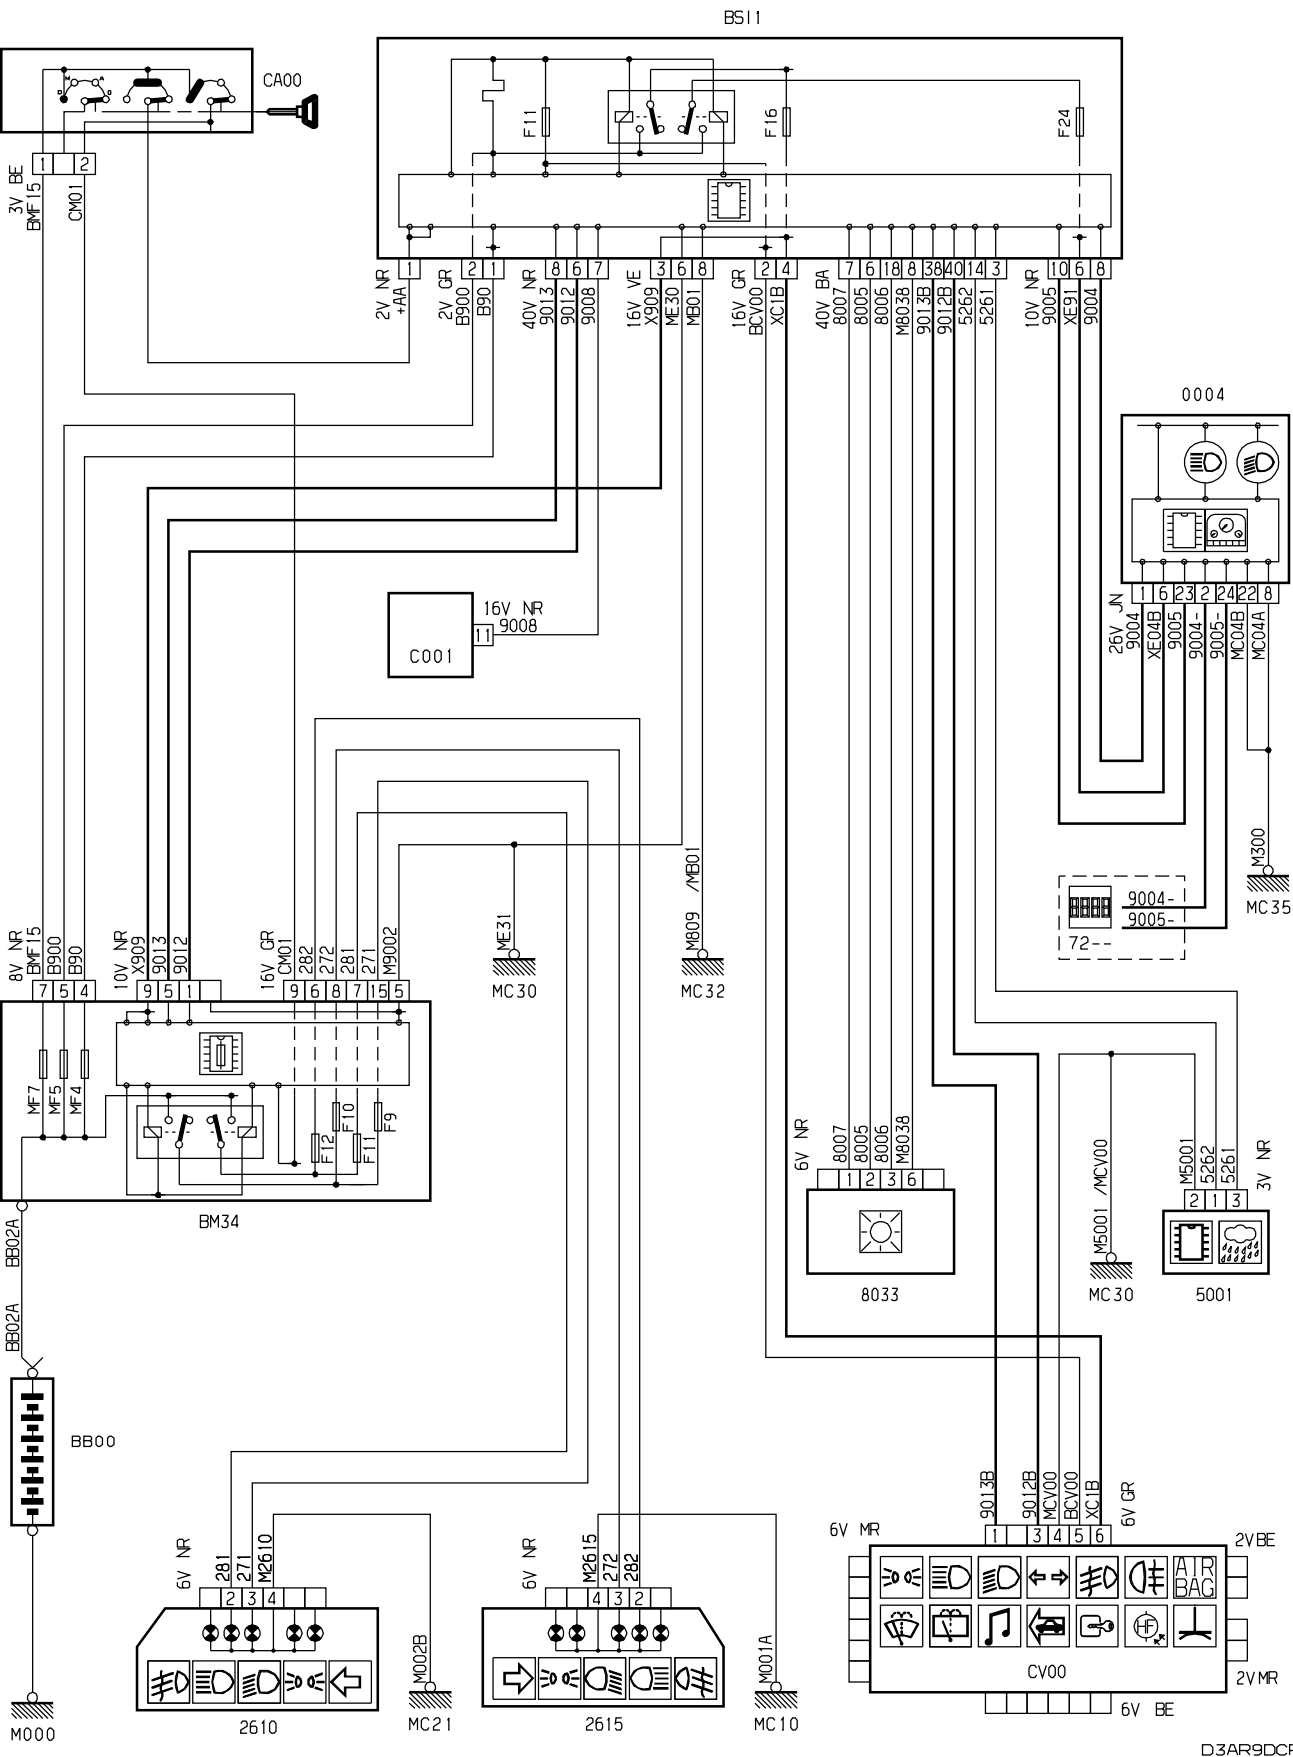 BSI1
CA00
M
A
D
D
F11
F16
F24
1
2
3V BE
BMF15
CM01
1
2
1
8
6
7
3
6
8
2
4
7
6
18
8
38
40
14
3
10
6
8
2V NR
+AA
2V GR
B900
B90
40V NR
9013
9012
9008
16V VE
X909
ME30
MB01
16V GR
BCV00
XC1B
40V BA
8007
8005
8006
M8038
9013B
9012B
5262
5261
10V NR
9005
XE91
9004
0004
1
6
23
2
24
22
8
26V JN
9004
XE04B
9005
9004-
9005-
MC04B
MC04A
16V NR
9008
11
C001
M300
MC35
9004-
9005-
72--
ME31
MC30
M809 /MB01
MC32
8V NR
BMF15
B900
B90
10V NR
X909
9013
9012
16V GR
CM01
282
272
281
271
M9002
7
5
4
9
5
1
9
6
8
7
15
5
MF7
MF5
MF4
F12
F10
F11
F9
BM34
BB02A
BB02A
BB00
M000
6V NR
8007
8005
8006
M8038
1
2
3
6
8033
M5001 /MCV00
MC30
M5001
5262
5261
3V NR
2
1
3
5001
6V NR
281
271
M2610
2
3
4
2610
M002B
MC21
6V NR
M2615
272
282
4
3
2
2615
M001A
MC10
9013B
9012B
MCV00
BCV00
XC1B
6V GR
6V MR
1
3
4
5
6
2V BE
AIR
BAG
HF
CV00
2V MR
6V BE
D3AR9DCP